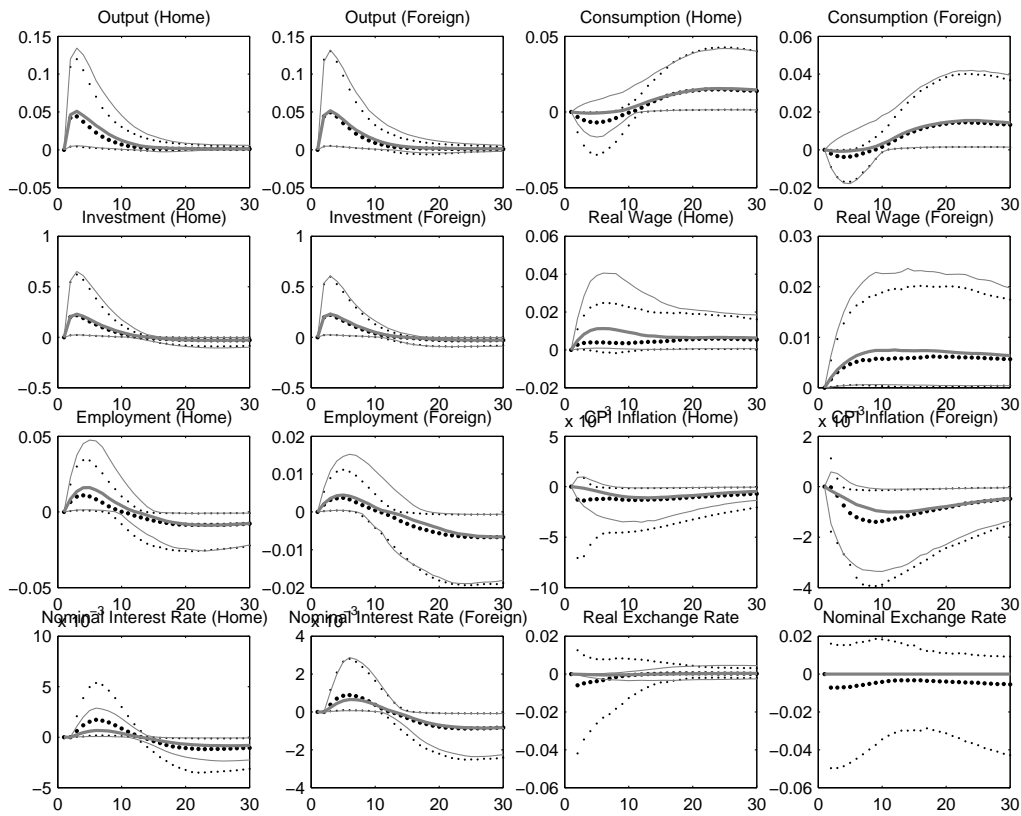 Output (Home)
0.15
0.1
0.05
0
−0.05
0 10 20 30
Output (Foreign)
0.15
0.1
0.05
0
−0.05
0 10 20 30
Consumption (Home)
0.05
0
−0.05
0 10 20 30
Consumption (Foreign)
0.06
0.04
0.02
0
−0.02
0 10 20 30
Investment (Home)
1
0.5
0
−0.5
0 10 20 30
Investment (Foreign)
1
0.5
0
−0.5
0 10 20 30
Real Wage (Home)
0.06
0.04
0.02
0
−0.02
0 10 20 30
Real Wage (Foreign)
0.03
0.02
0.01
0
0 10 20 30
Employment (Home)
0.05
0
−0.05
0 10 20 30
Employment (Foreign)
0.02
0.01
0
−0.01
−0.02
0 10 20 30
CPI Inflation (Home)
x 10−3
5
0
−5
−10
0 10 20 30
CPI Inflation (Foreign)
x 10−3
2
0
−2
−4
0 10 20 30
Nominal Interest Rate (Home)
x 10−3
10
5
0
−5
0 10 20 30
Nominal Interest Rate (Foreign)
x 10−3
4
2
0
−2
−4
0 10 20 30
Real Exchange Rate
0.02
0
−0.02
−0.04
−0.06
0 10 20 30
Nominal Exchange Rate
0.02
0
−0.02
−0.04
−0.06
0 10 20 30